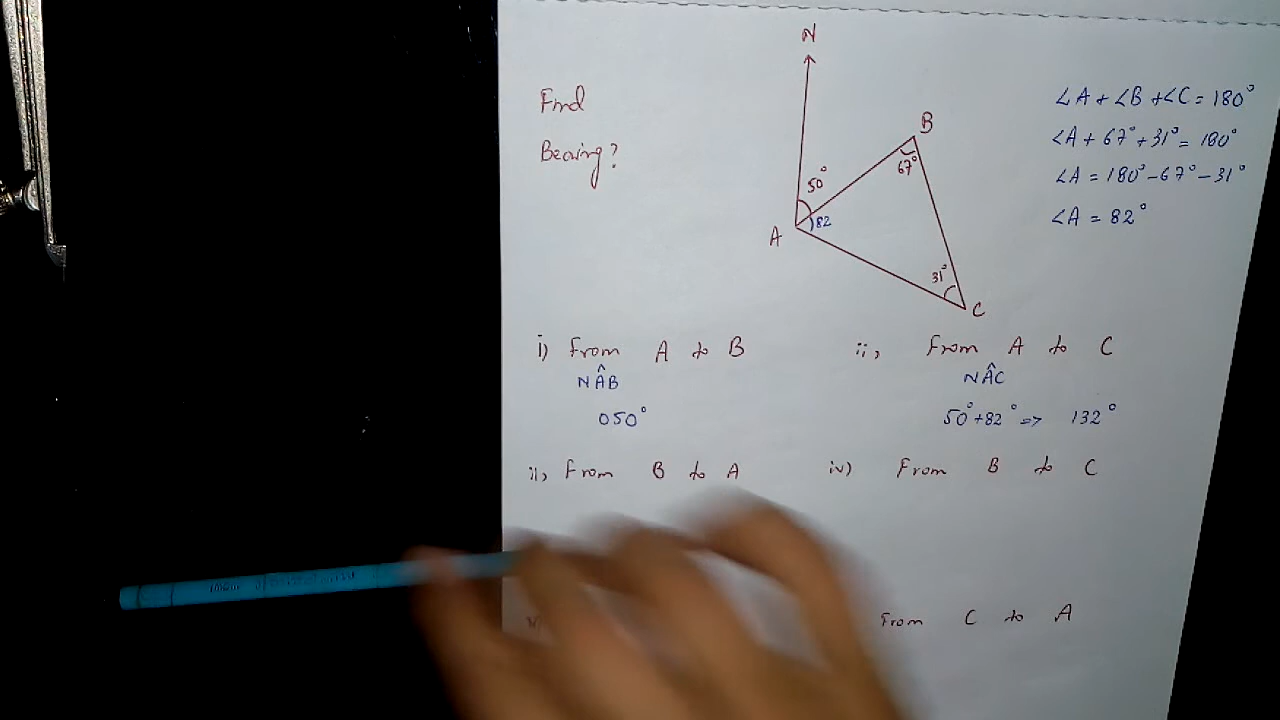 N
Find
Bearing?
B
67°
50°
82
A
31°
C
∠A + ∠B + ∠C = 180°
∠A + 67° + 31° = 180°
∠A = 180° - 67° - 31°
∠A = 82°
i) From A to B
NÂB
050°
ii, From A to C
NÂC
50° + 82° => 132°
ii, From B to A
iv) From B to C
From C to A